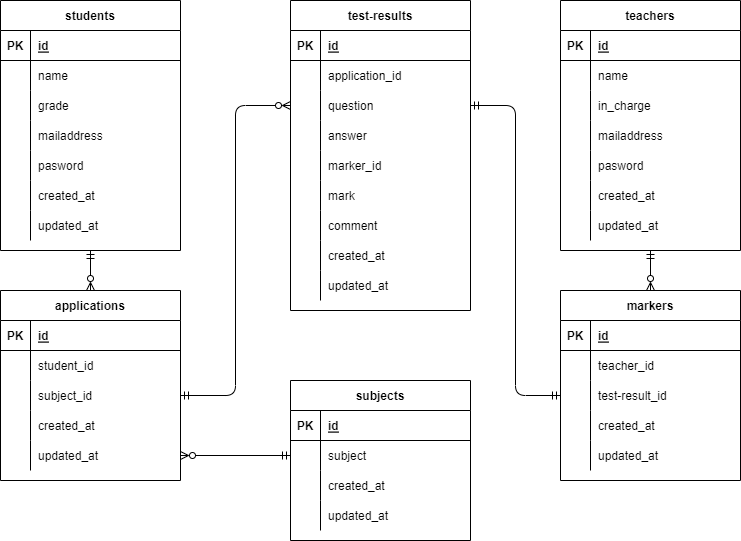 students
PK id
name
grade
mailaddress
pasword
created_at
updated_at
test-results
PK id
application_id
question
answer
marker_id
mark
comment
created_at
updated_at
teachers
PK id
name
in_charge
mailaddress
pasword
created_at
updated_at
applications
PK id
student_id
subject_id
created_at
updated_at
subjects
PK id
subject
created_at
updated_at
markers
PK id
teacher_id
test-result_id
created_at
updated_at